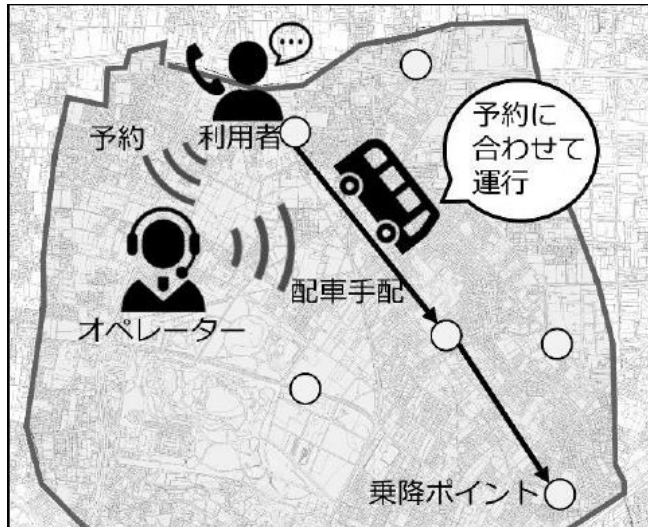 予約に
合わせて
運行
予約
利用者
オペレーター
配車手配
乗降ポイント